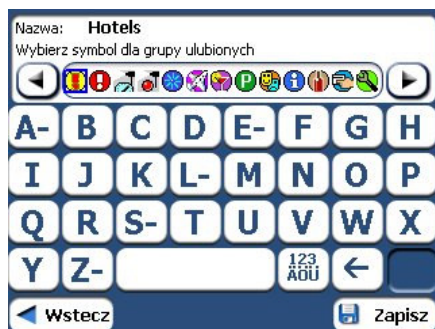 Nazwa: Hotels
Wybierz symbol dla grupy ulubionych
A- B C D E- F G H
I J K L- M N O P
Q R S- T U V W X
Y Z- 123 ÄÖÜ ←
Wstecz Zapisz